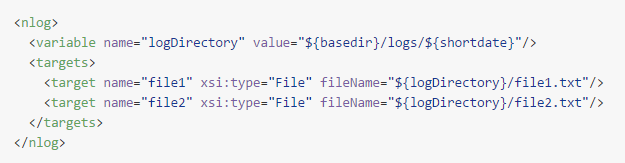 <nlog>
  <variable name="logDirectory" value="${basedir}/logs/${shortdate}"/>
  <targets>
    <target name="file1" xsi:type="File" fileName="${logDirectory}/file1.txt"/>
    <target name="file2" xsi:type="File" fileName="${logDirectory}/file2.txt"/>
  </targets>
</nlog>